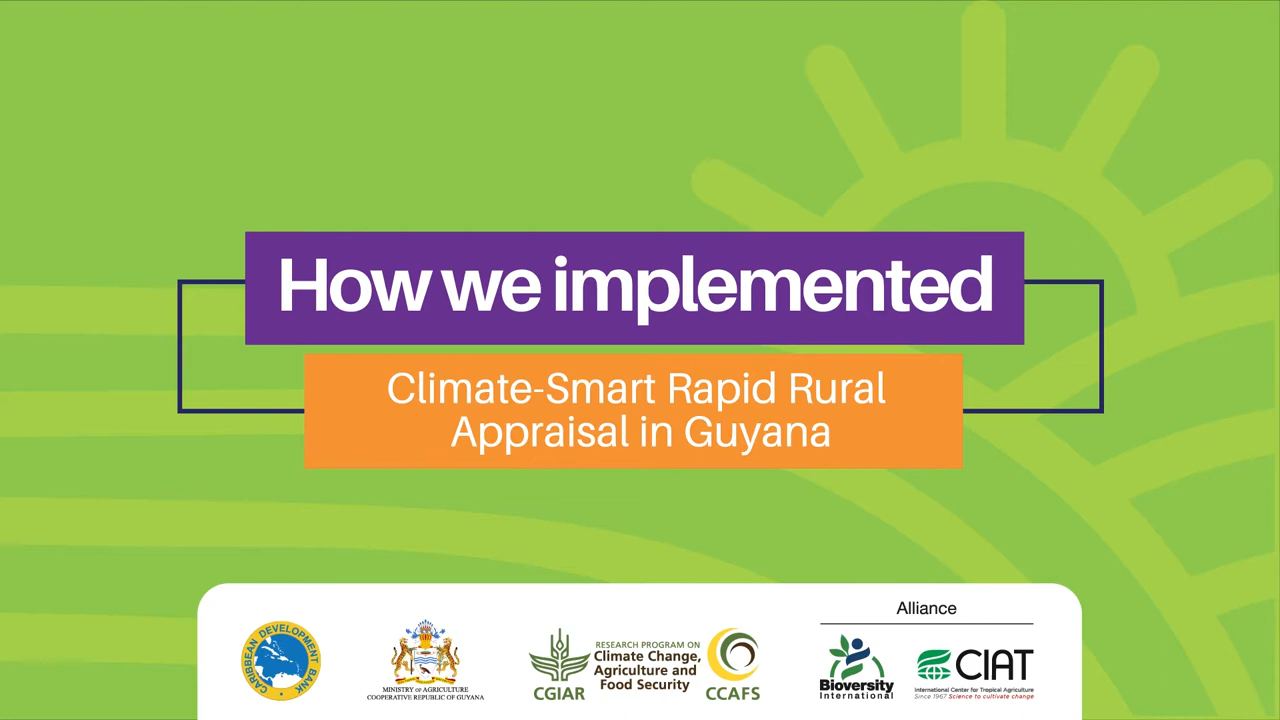 How we implemented
Climate-Smart Rapid Rural
Appraisal in Guyana
CARIBBEAN DEVELOPMENT BANK
MINISTRY OF AGRICULTURE
COOPERATIVE REPUBLIC OF GUYANA
CGIAR
RESEARCH PROGRAM ON
Climate Change,
Agriculture and
Food Security
CCAFS
Alliance
Bioversity
International
CIAT
International Center for Tropical Agriculture
Since 1967 Science to cultivate change